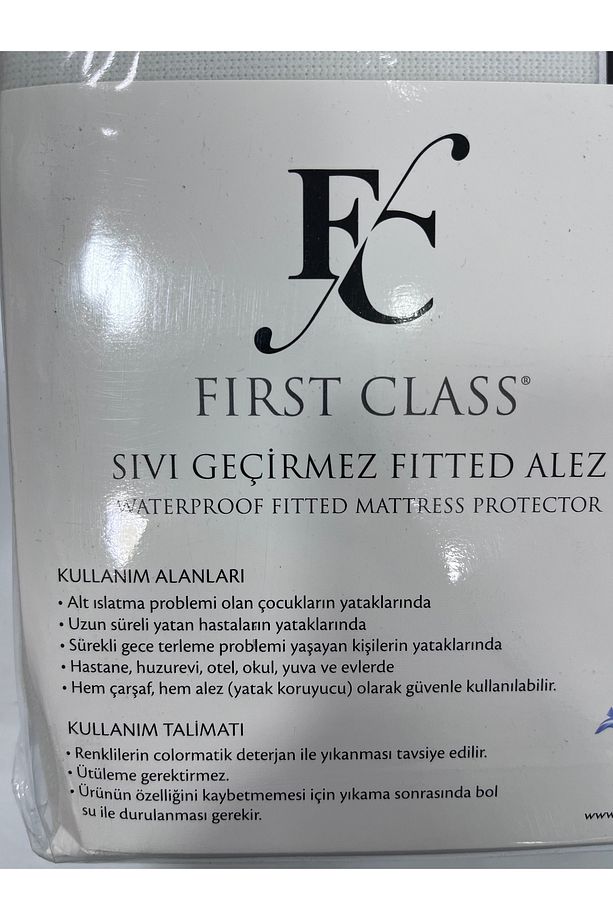 FC
FIRST CLASS®
SIVI GEÇİRMEZ FITTED ALEZ
WATERPROOF FITTED MATTRESS PROTECTOR
KULLANIM ALANLARI
• Alt ıslatma problemi olan çocukların yataklarında
• Uzun süreli yatan hastaların yataklarında
• Sürekli gece terleme problemi yaşayan kişilerin yataklarında
• Hastane, huzurevi, otel, okul, yuva ve evlerde
• Hem çarşaf, hem alez (yatak koruyucu) olarak güvenle kullanılabilir.
KULLANIM TALİMATI
• Renklilerin colormatik deterjan ile yıkanması tavsiye edilir.
• Ütüleme gerektirmez.
• Ürünün özelliğini kaybetmemesi için yıkama sonrasında bol
su ile durulanması gerekir.
www.